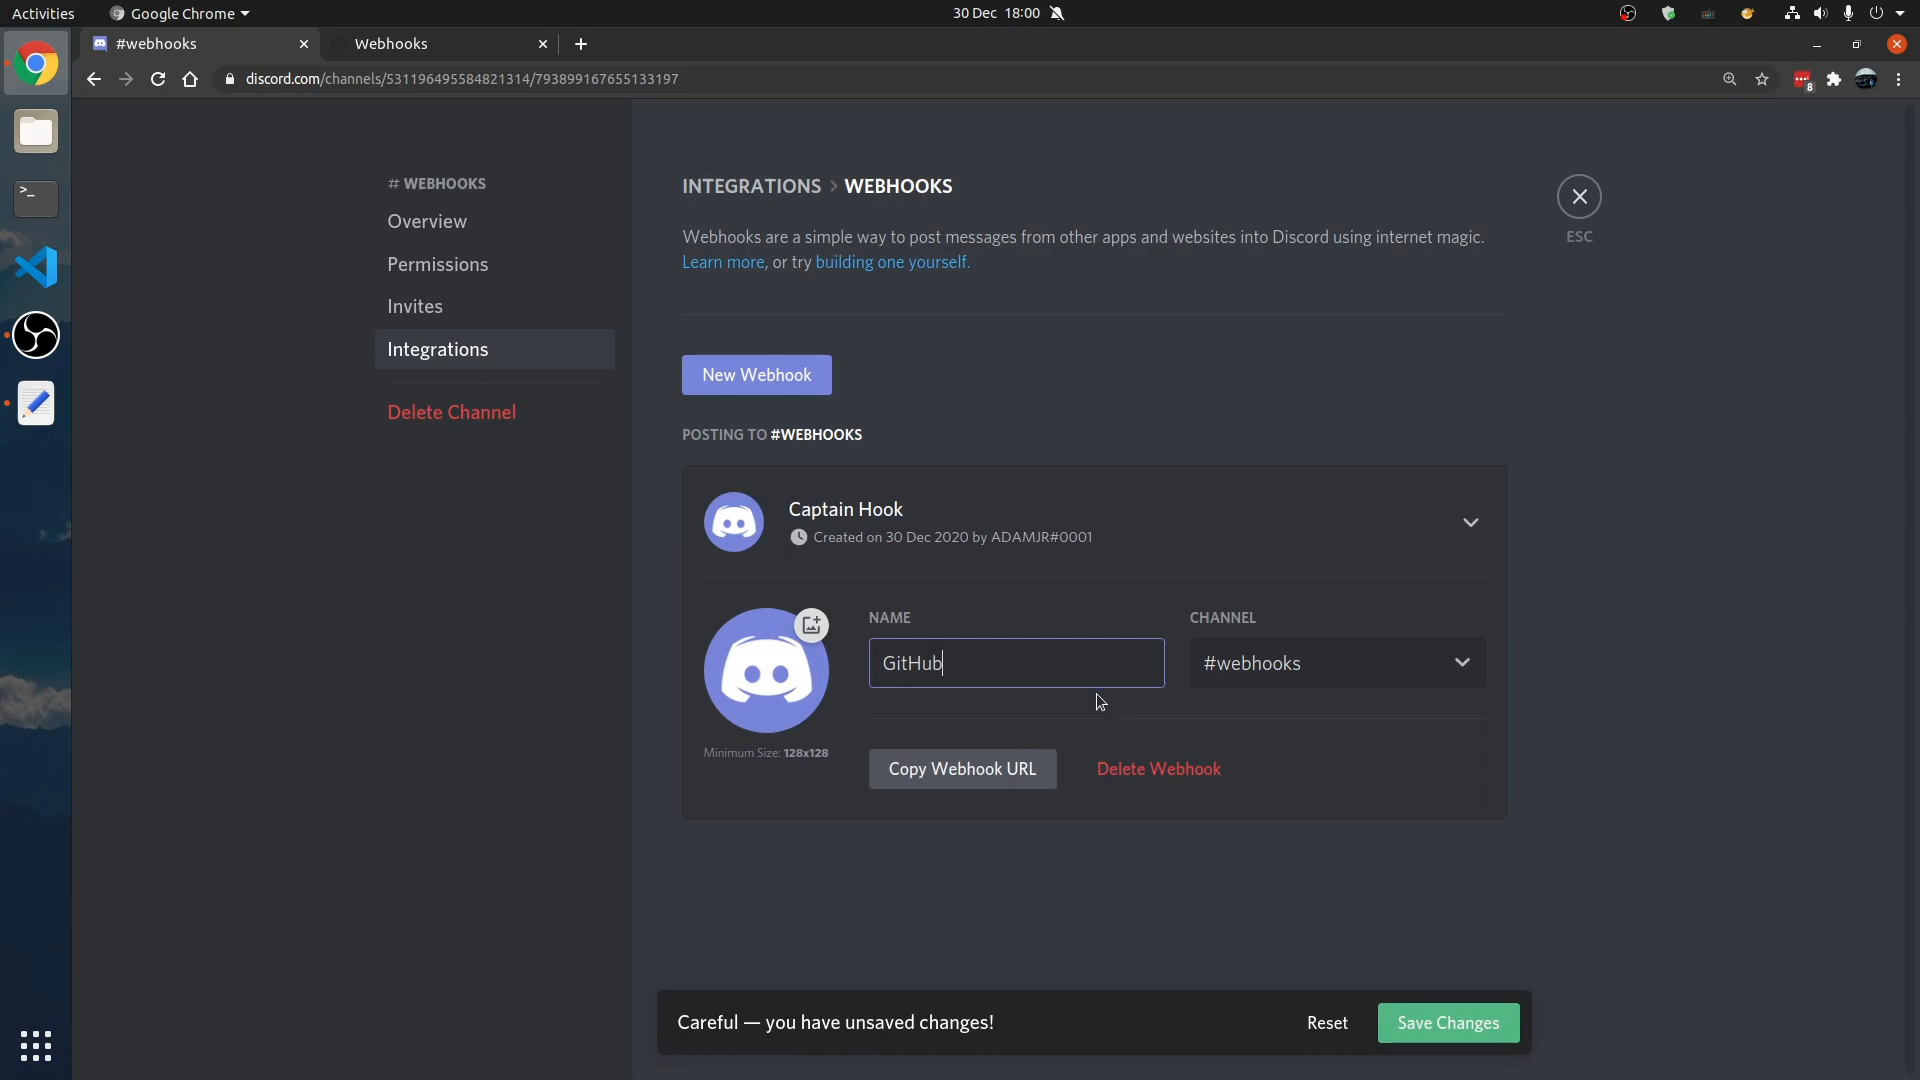 Activities
Google Chrome
30 Dec 18:00
#webhooks
Webhooks
discord.com/channels/531196495584821314/793899167655133197
8
# WEBHOOKS
Overview
Permissions
Invites
Integrations
Delete Channel
INTEGRATIONS > WEBHOOKS
ESC
Webhooks are a simple way to post messages from other apps and websites into Discord using internet magic.
Learn more, or try building one yourself.
New Webhook
POSTING TO #WEBHOOKS
Captain Hook
Created on 30 Dec 2020 by ADAMJR#0001
NAME
CHANNEL
GitHub
#webhooks
Minimum Size: 128x128
Copy Webhook URL
Delete Webhook
Careful — you have unsaved changes!
Reset
Save Changes